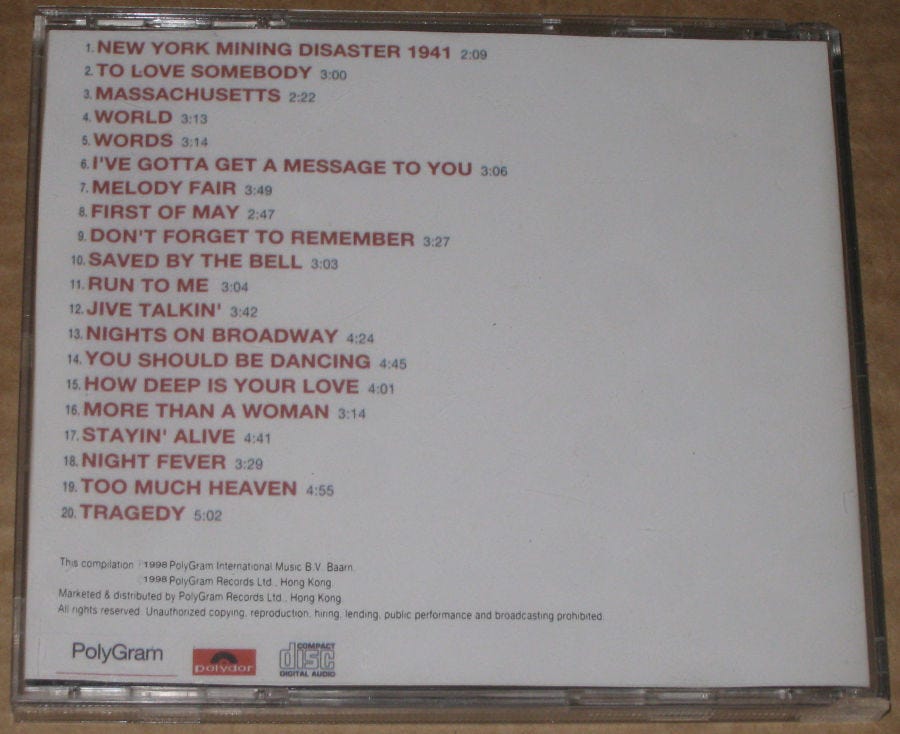 1. NEW YORK MINING DISASTER 1941 2:09
2. TO LOVE SOMEBODY 3:00
3. MASSACHUSETTS 2:22
4. WORLD 3:13
5. WORDS 3:14
6. I'VE GOTTA GET A MESSAGE TO YOU 3:06
7. MELODY FAIR 3:49
8. FIRST OF MAY 2:47
9. DON'T FORGET TO REMEMBER 3:27
10. SAVED BY THE BELL 3:03
11. RUN TO ME 3:04
12. JIVE TALKIN' 3:42
13. NIGHTS ON BROADWAY 4:24
14. YOU SHOULD BE DANCING 4:45
15. HOW DEEP IS YOUR LOVE 4:01
16. MORE THAN A WOMAN 3:14
17. STAYIN' ALIVE 4:41
18. NIGHT FEVER 3:29
19. TOO MUCH HEAVEN 4:55
20. TRAGEDY 5:02
This compilation 1998 PolyGram International Music B.V. Baarn.
1998 PolyGram Records Ltd., Hong Kong.
Marketed & distributed by PolyGram Records Ltd., Hong Kong.
All rights reserved. Unauthorized copying, reproduction, hiring, lending, public performance and broadcasting prohibited.
PolyGram
polydor
COMPACT
disc
DIGITAL AUDIO